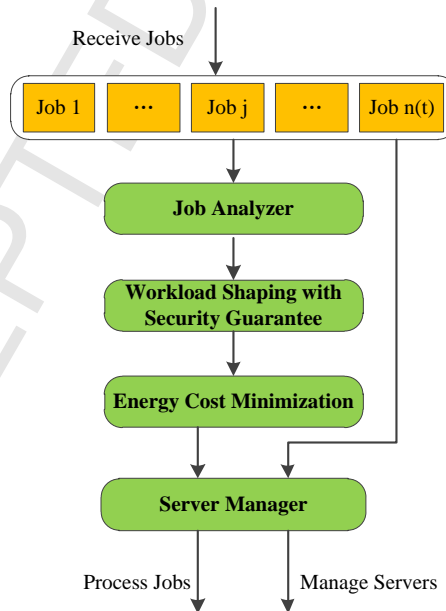 Receive Jobs
Job 1
...
Job j
...
Job n(t)
Job Analyzer
Workload Shaping with
Security Guarantee
Energy Cost Minimization
Server Manager
Process Jobs
Manage Servers